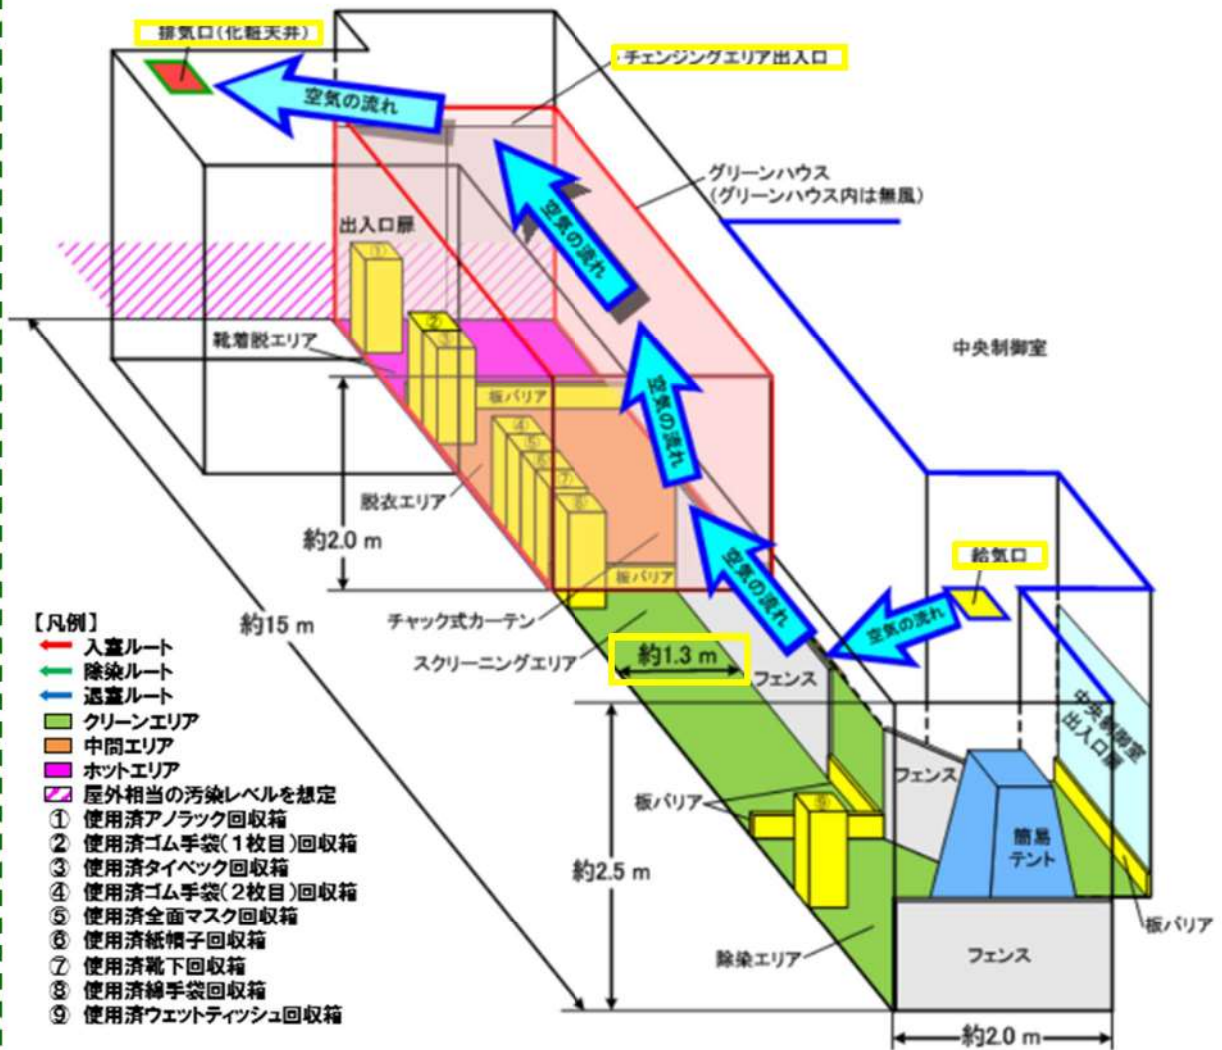 排気口(化粧天井)
チェンジングエリア出入口
空気の流れ
グリーンハウス
(グリーンハウス内は無風)
出入口扉
①
空気の流れ
②
③
靴着脱エリア
中央制御室
板バリア
空気の流れ
④
⑤
⑥
⑦
⑧
脱衣エリア
約2.0 m
給気口
板バリア
空気の流れ
空気の流れ
約15 m
チャック式カーテン
スクリーニングエリア
約1.3 m
フェンス
中央制御室
出入口扉
フェンス
板バリア
⑨
簡易
テント
約2.5 m
板バリア
除染エリア
フェンス
約2.0 m
【凡例】
入室ルート
除染ルート
退室ルート
クリーンエリア
中間エリア
ホットエリア
屋外相当の汚染レベルを想定
① 使用済アノラック回収箱
② 使用済ゴム手袋(1枚目)回収箱
③ 使用済タイベック回収箱
④ 使用済ゴム手袋(2枚目)回収箱
⑤ 使用済全面マスク回収箱
⑥ 使用済紙帽子回収箱
⑦ 使用済靴下回収箱
⑧ 使用済綿手袋回収箱
⑨ 使用済ウェットティッシュ回収箱